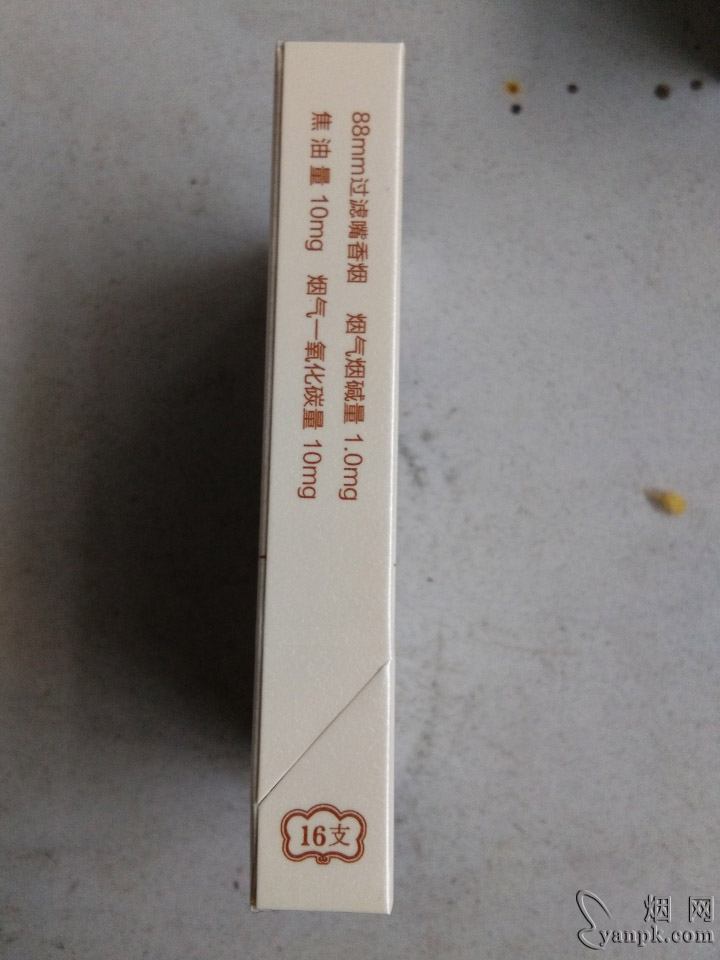 88mm过滤嘴香烟 烟气烟碱量 1.0mg
焦油量 10mg 烟气一氧化碳量 10mg
16支
烟网
yanpk.com